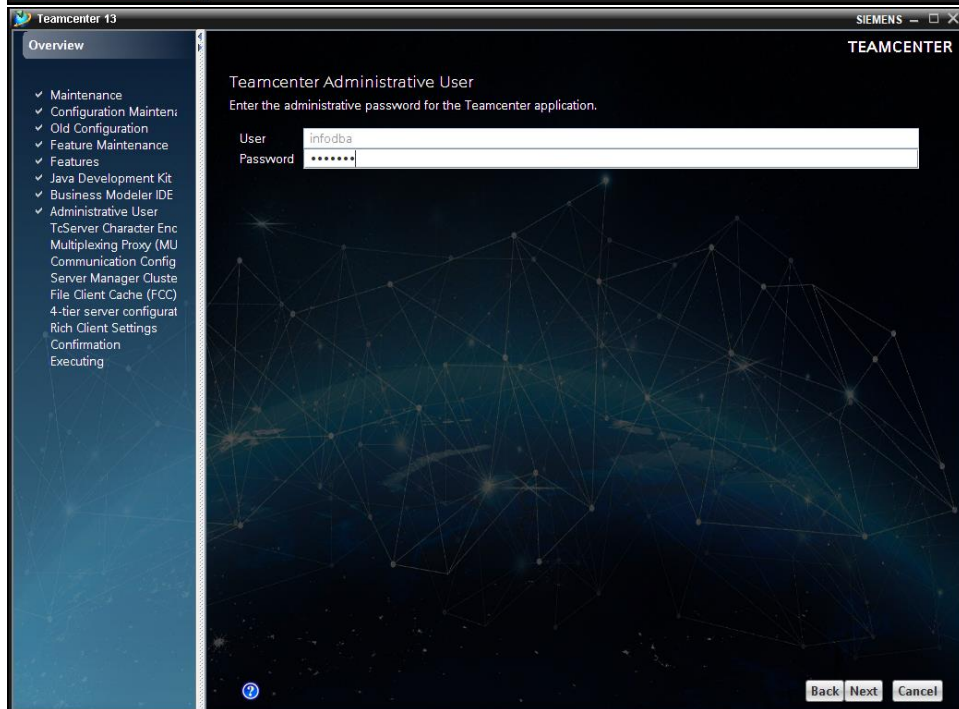 Teamcenter 13
SIEMENS
Overview
TEAMCENTER
Maintenance
Configuration Maintena
Old Configuration
Feature Maintenance
Features
Java Development Kit
Business Modeler IDE
Administrative User
TcServer Character Enc
Multiplexing Proxy (MU
Communication Config
Server Manager Cluste
File Client Cache (FCC)
4-tier server configurat
Rich Client Settings
Confirmation
Executing
Teamcenter Administrative User
Enter the administrative password for the Teamcenter application.
User infodba
Password •••••••
?
Back Next Cancel